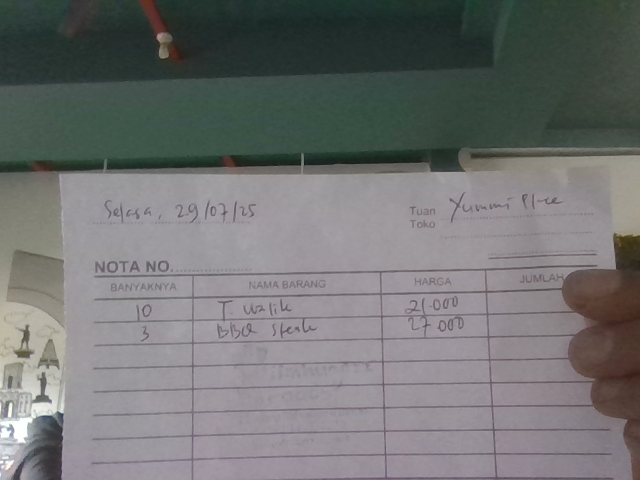 Selasa, 29/07/25
Tuan Toko Yummi Place
NOTA NO.
BANYAKNYA NAMA BARANG HARGA JUMLAH
10 T. Walik 21.000
3 BBQ Steak 27.000